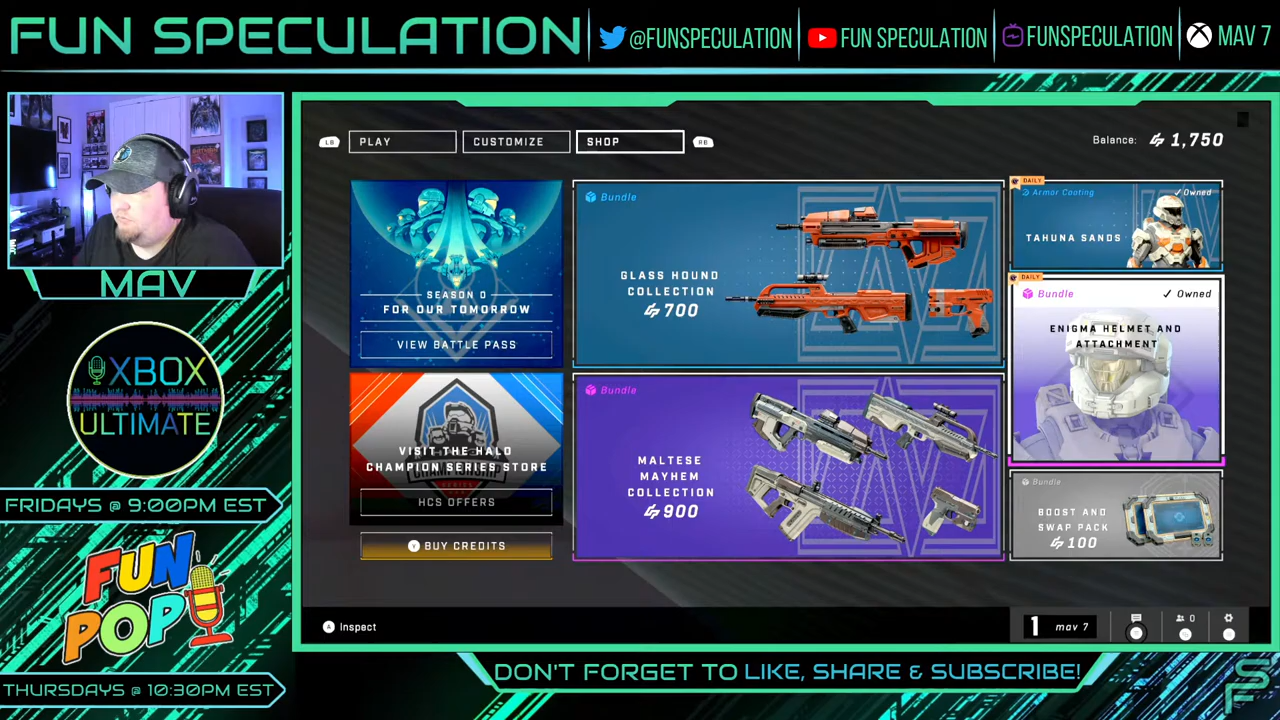 FUN SPECULATION
@FUNSPECULATION
FUN SPECULATION
FUNSPECULATION
MAV 7
MAV
XBOX
ULTIMATE
FRIDAYS @ 9:00PM EST
FUN
POP
THURSDAYS @ 10:30PM EST
LB
PLAY
CUSTOMIZE
SHOP
RB
Balance: 1,750
SEASON 0
FOR OUR TOMORROW
VIEW BATTLE PASS
VISIT THE HALO
CHAMPION SERIES STORE
HCS OFFERS
Y BUY CREDITS
Bundle
GLASS HOUND
COLLECTION
700
Bundle
MALTESE
MAYHEM
COLLECTION
900
DAILY
Armor Coating
Owned
TAHUNA SANDS
DAILY
Bundle
Owned
ENIGMA HELMET AND
ATTACHMENT
Bundle
BOOST AND
SWAP PACK
100
A Inspect
1 mav 7
0
DON'T FORGET TO LIKE, SHARE & SUBSCRIBE!
SF